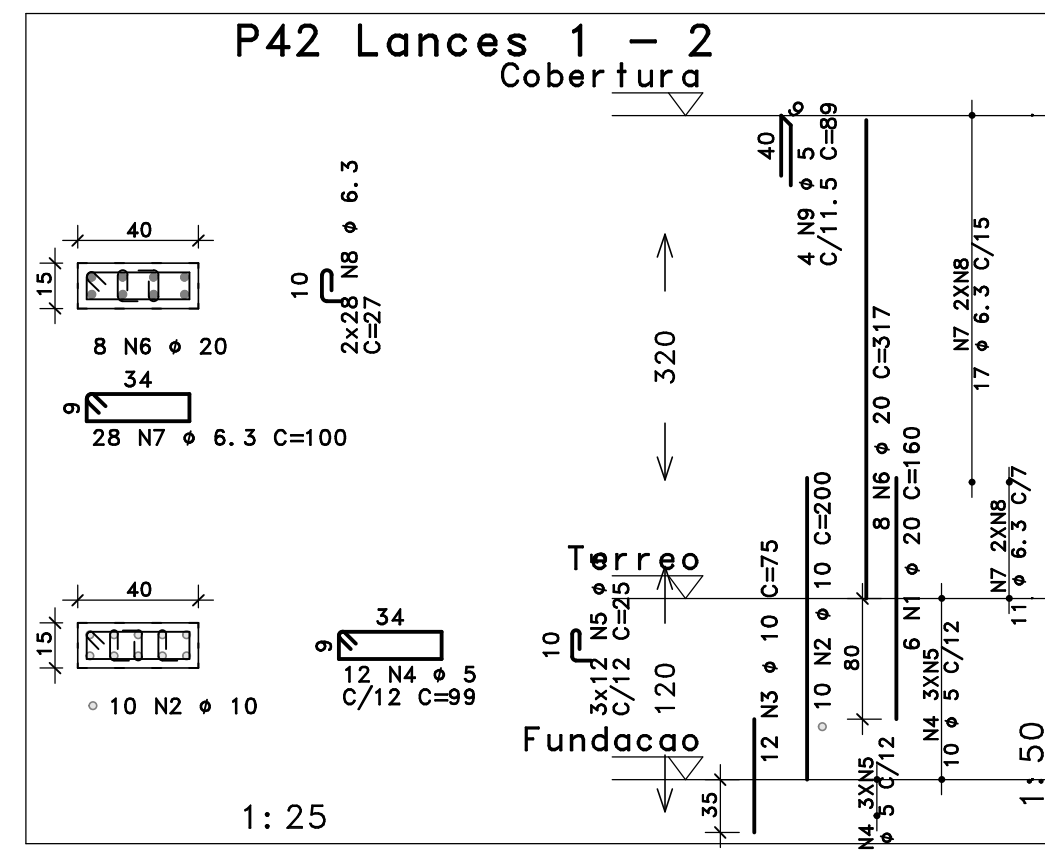 P42 Lances 1 - 2
Cobertura
40
15
8 N6 ø 20
34
9
28 N7 ø 6.3 C=100
10
2x28 N8 ø 6.3
C=27
40
9
4 N9 ø 5
C/11.5 C=89
320
8 N6 ø 20 C=317
N7 2XN8
17 ø 6.3 C/15
6 N1 ø 20 C=160
N7 2XN8
11 ø 6.3 C/7
Terreo
40
15
10 N2 ø 10
34
9
12 N4 ø 5
C/12 C=99
10
3x12 N5 ø
C/12 C=25
120
12 N3 ø 10 C=75
10 N2 ø 10 C=200
80
N4 3XN5
10 ø 5 C/12
Fundacao
35
N4 3XN5
ø 5 C/12
1:25
1:50